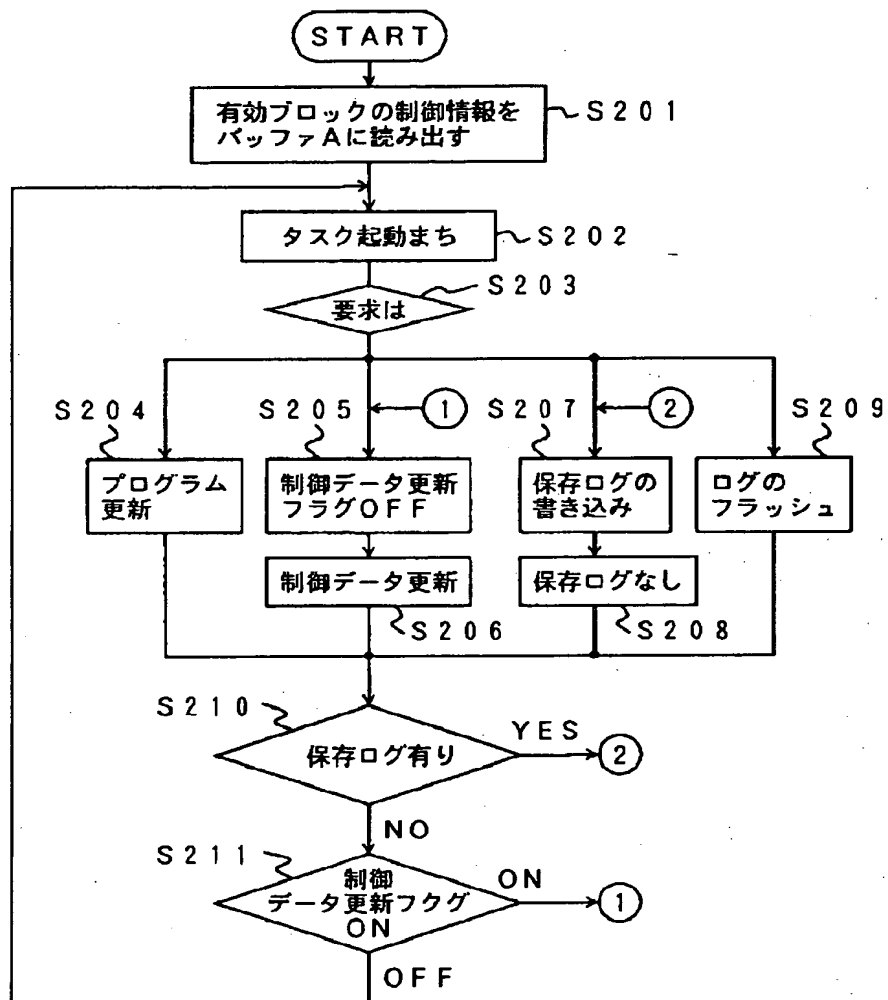 START
有効ブロックの制御情報を
バッファAに読み出す
S201
タスク起動まち
S202
S203
要求は
S204
S205
①
S207
②
S209
プログラム
更新
制御データ更新
フラグOFF
保存ログの
書き込み
ログの
フラッシュ
制御データ更新
保存ログなし
S206
S208
S210
保存ログ有り
YES
②
NO
S211
制御
データ更新フクグ
ON
ON
①
OFF